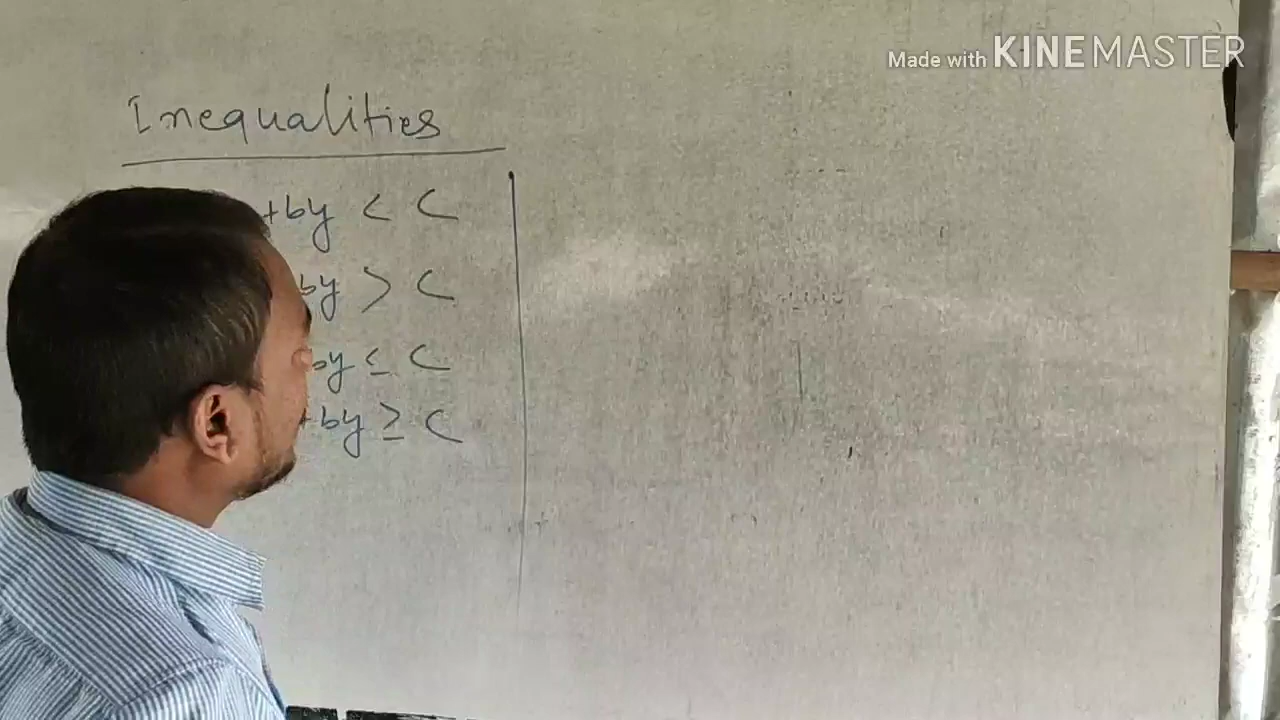 Made with KINEMASTER
Inequalities
+by < c
by > c
by ≤ c
+by ≥ c